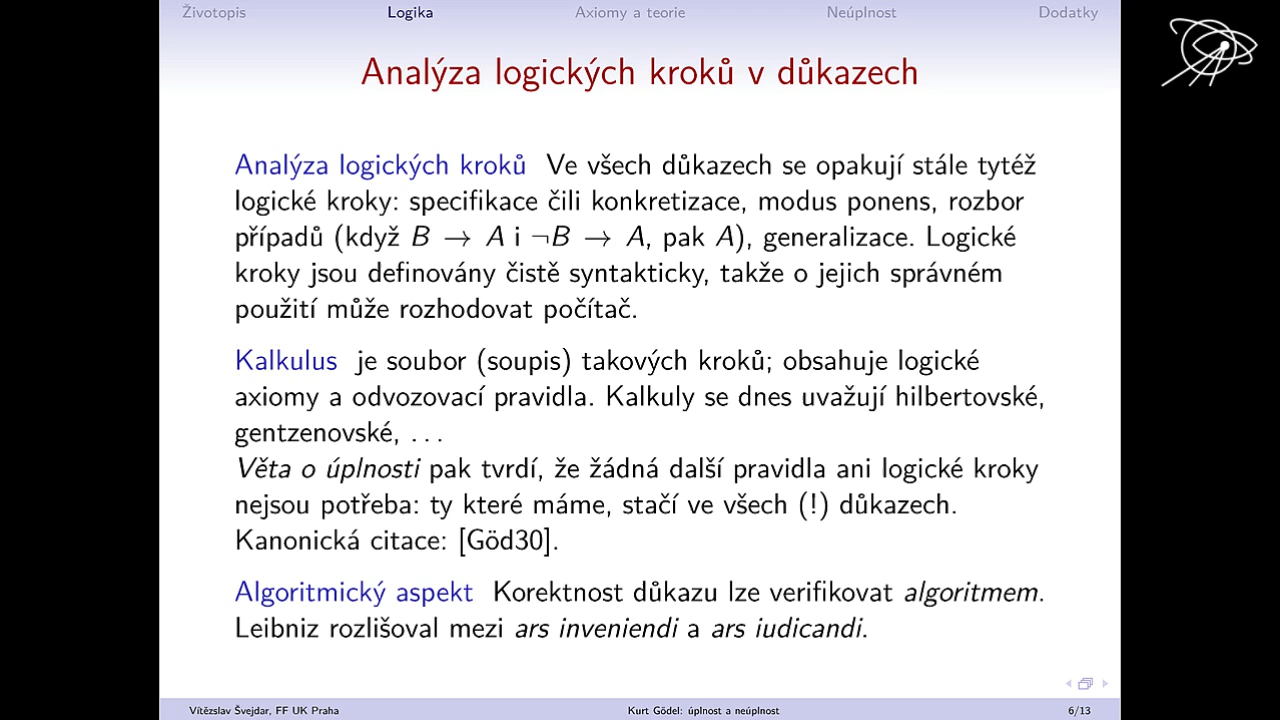 Životopis Logika Axiomy a teorie Neúplnost Dodatky
Analýza logických kroků v důkazech
Analýza logických kroků Ve všech důkazech se opakují stále tytéž
logické kroky: specifikace čili konkretizace, modus ponens, rozbor
případů (když B → A i ¬B → A, pak A), generalizace. Logické
kroky jsou definovány čistě syntakticky, takže o jejich správném
použití může rozhodovat počítač.
Kalkulus je soubor (soupis) takových kroků; obsahuje logické
axiomy a odvozovací pravidla. Kalkuly se dnes uvažují hilbertovské,
gentzenovské, . . .
Věta o úplnosti pak tvrdí, že žádná další pravidla ani logické kroky
nejsou potřeba: ty které máme, stačí ve všech (!) důkazech.
Kanonická citace: [Göd30].
Algoritmický aspekt Korektnost důkazu lze verifikovat algoritmem.
Leibniz rozlišoval mezi ars inveniendi a ars iudicandi.
Vítězslav Švejdar, FF UK Praha Kurt Gödel: úplnost a neúplnost 6/13